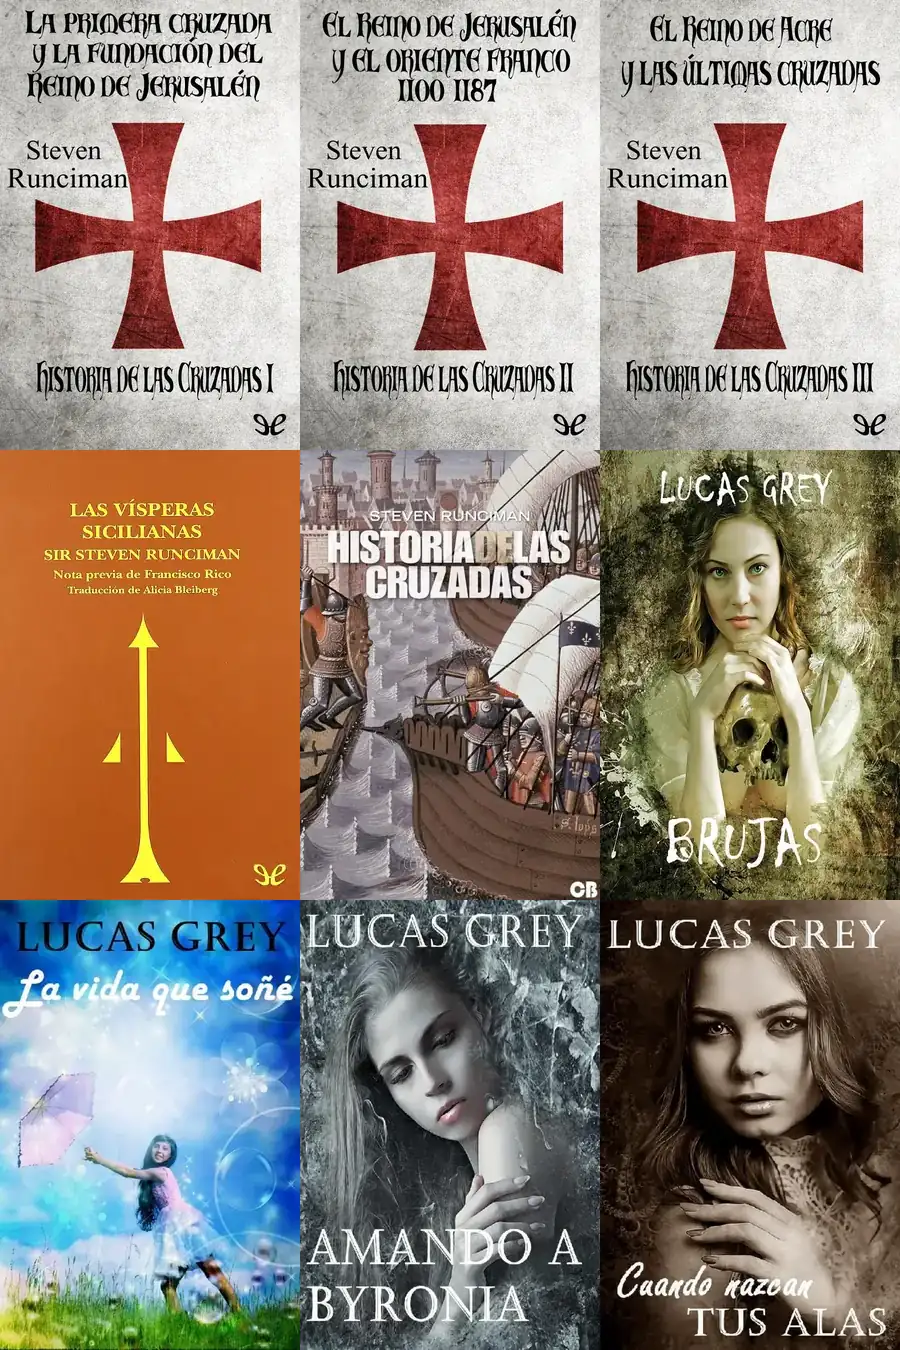 LA PRIMERA CRUZADA
Y LA FUNDACIÓN DEL
REINO DE JERUSALÉN
Steven
Runciman
HISTORIA DE LAS CRUZADAS I
EL REINO DE JERUSALÉN
Y EL ORIENTE FRANCO
1100 1187
Steven
Runciman
HISTORIA DE LAS CRUZADAS II
EL REINO DE ACRE
Y LAS ÚLTIMAS CRUZADAS
Steven
Runciman
HISTORIA DE LAS CRUZADAS III
LAS VÍSPERAS
SICILIANAS
SIR STEVEN RUNCIMAN
Nota previa de Francisco Rico
Traducción de Alicia Bleiberg
STEVEN RUNCIMAN
HISTORIA DE LAS
CRUZADAS
CB
LUCAS GREY
BRUJAS
LUCAS GREY
La vida que soñé
LUCAS GREY
AMANDO A
BYRONIA
LUCAS GREY
Cuando nazcan
TUS ALAS